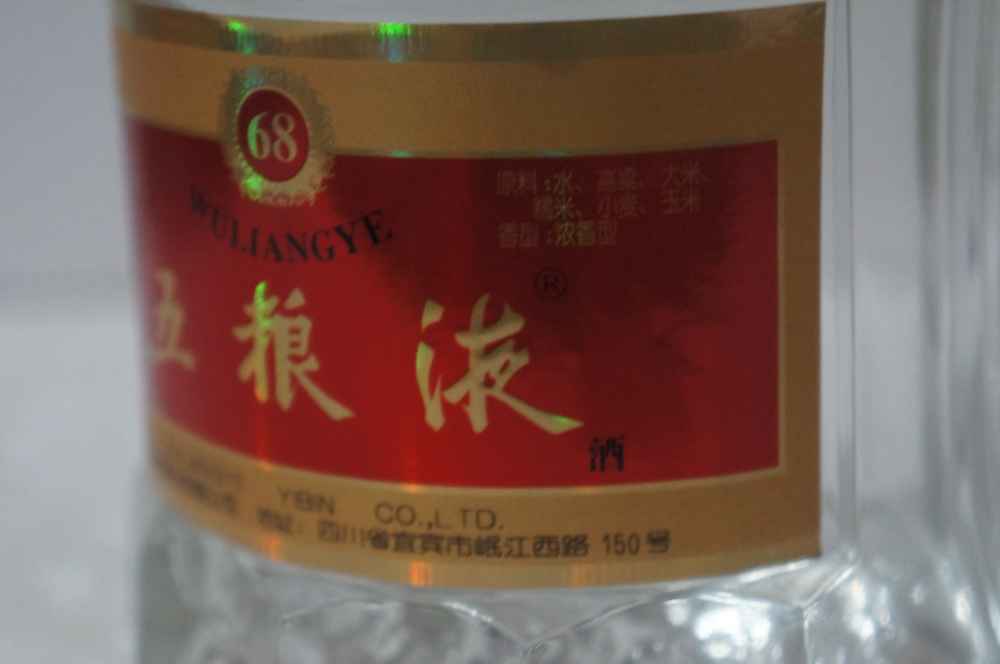 68
WULIANGYE
原料:水、高粱、大米、
糯米、小麦、玉米
香型:浓香型
五粮液®
酒
YIBIN CO.,LTD.
地址: 四川省宜宾市岷江西路 150号